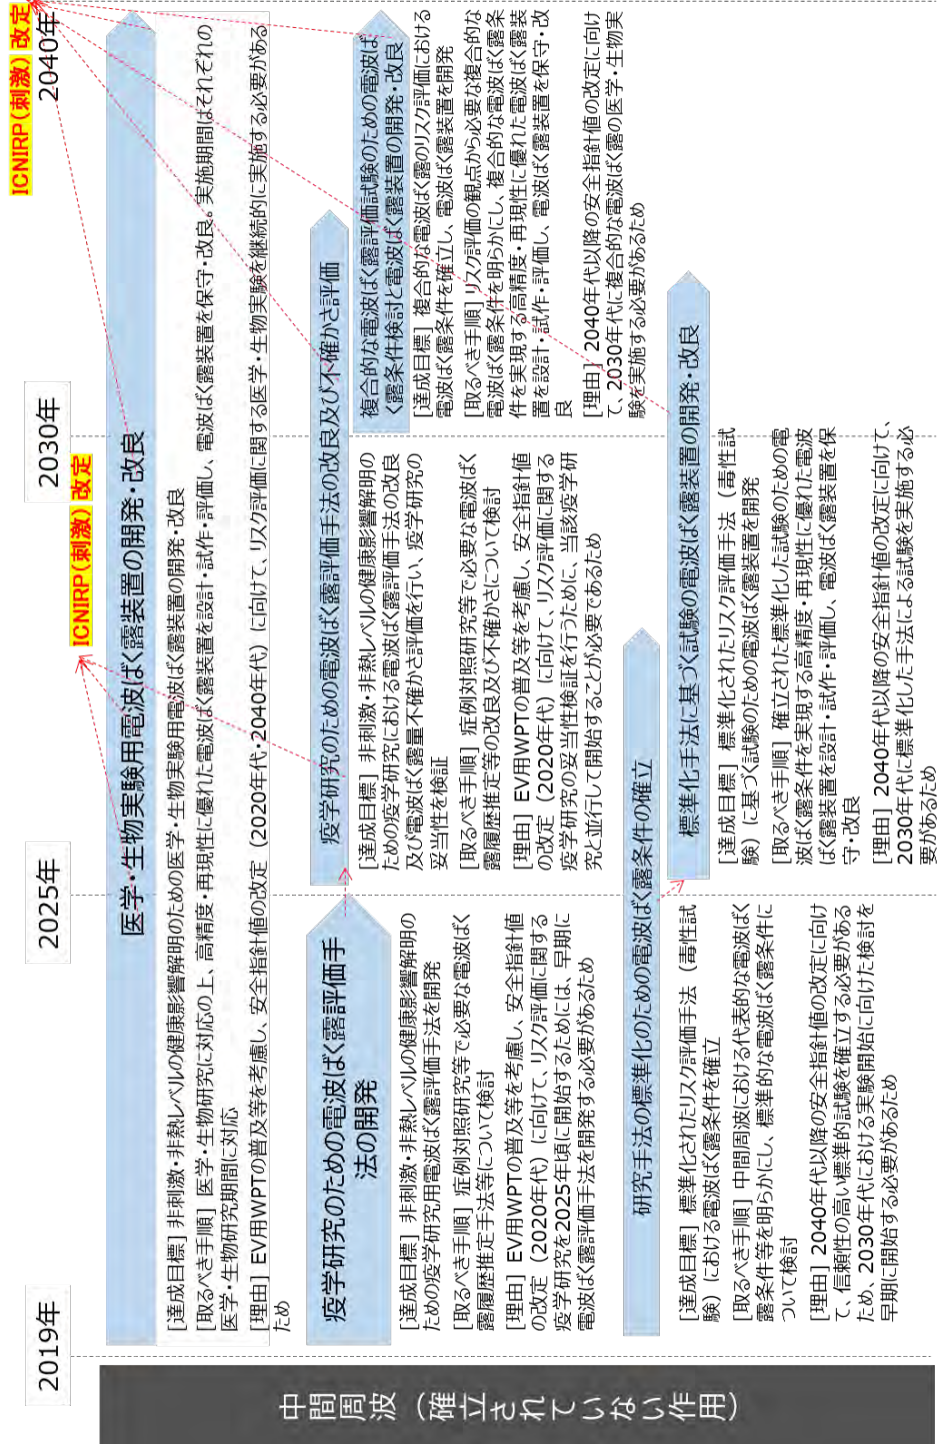 中間周波（確立されていない作用）
2019年
2025年
2030年
2040年
ICNIRP(刺激) 改定
ICNIRP(刺激) 改定
医学・生物実験用電波ばく露装置の開発・改良
[達成目標] 非刺激・非熱レベルの健康影響解明のための医学・生物実験用電波ばく露装置の開発・改良
[取るべき手順] 医学・生物研究に対応の上、高精度・再現性に優れた電波ばく露装置を設計・試作・評価し、電波ばく露装置を保守・改良。実施期間はそれぞれの
医学・生物研究期間に対応
[理由] EV用WPTの普及等を考慮し、安全指針値の改定（2020年代・2040年代）に向けて、リスク評価に関する医学・生物実験を継続的に実施する必要がある
ため
疫学研究のための電波ばく露評価手
法の開発
[達成目標] 非刺激・非熱レベルの健康影響解明の
ための疫学研究用電波ばく露評価手法を開発
[取るべき手順] 症例対照研究等で必要な電波ばく
露履歴推定手法等について検討
[理由] EV用WPTの普及等を考慮し、安全指針値
の改定（2020年代）に向けて、リスク評価に関する
疫学研究を2025年頃に開始するためには、早期に
電波ばく露評価手法を開発する必要があるため
疫学研究のための電波ばく露評価手法の改良及び不確かさ評価
[達成目標] 非刺激・非熱レベルの健康影響解明の
ための疫学研究における電波ばく露評価手法の改良
及び電波ばく露量不確かさ評価を行い、疫学研究の
妥当性を検証
[取るべき手順] 症例対照研究等で必要な電波ばく
露履歴推定等の改良及び不確かさについて検討
[理由] EV用WPTの普及等を考慮し、安全指針値
の改定（2020年代）に向けて、リスク評価に関する
疫学研究の妥当性検証を行うために、当該疫学研
究と並行して開始することが必要であるため
複合的な電波ばく露評価試験のための電波ば
く露条件検討と電波ばく露装置の開発・改良
[達成目標] 複合的な電波ばく露のリスク評価における
電波ばく露条件を確立し、電波ばく露装置を開発
[取るべき手順] リスク評価の観点から必要な複合的な
電波ばく露条件を明らかにし、複合的な電波ばく露条
件を実現する高精度・再現性に優れた電波ばく露装
置を設計・試作・評価し、電波ばく露装置を保守・改
良
[理由] 2040年代以降の安全指針値の改定に向け
て、2030年代に複合的な電波ばく露の医学・生物実
験を実施する必要があるため
研究手法の標準化のための電波ばく露条件の確立
[達成目標] 標準化されたリスク評価手法（毒性試
験）における電波ばく露条件を確立
[取るべき手順] 中間周波における代表的な電波ばく
露条件等を明らかにし、標準的な電波ばく露条件に
ついて検討
[理由] 2040年代以降の安全指針値の改定に向け
て、信頼性の高い標準的試験を確立する必要がある
ため、2030年代における実験開始に向けた検討を
早期に開始する必要があるため
標準化手法に基づく試験の電波ばく露装置の開発・改良
[達成目標] 標準化されたリスク評価手法（毒性試
験）に基づく試験のための電波ばく露装置を開発
[取るべき手順] 確立された標準化した試験のための電
波ばく露条件を実現する高精度・再現性に優れた電波
ばく露装置を設計・試作・評価し、電波ばく露装置を保
守・改良
[理由] 2040年代以降の安全指針値の改定に向けて、
2030年代に標準化した手法による試験を実施する必
要があるため